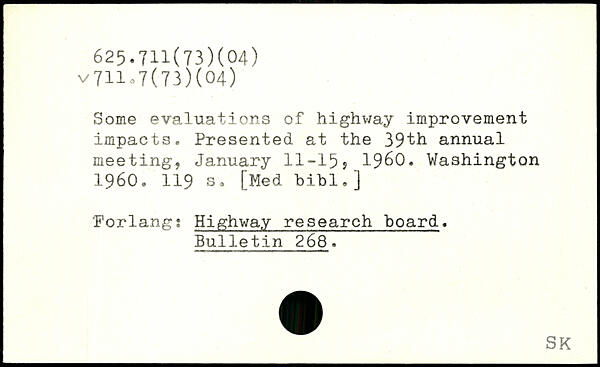 625.711(73)(04)
v711.7(73)(04)
Some evaluations of highway improvement
impacts. Presented at the 39th annual
meeting, January 11-15, 1960. Washington
1960. 119 s. [Med bibl.]
Forlang: Highway research board.
Bulletin 268.
SK